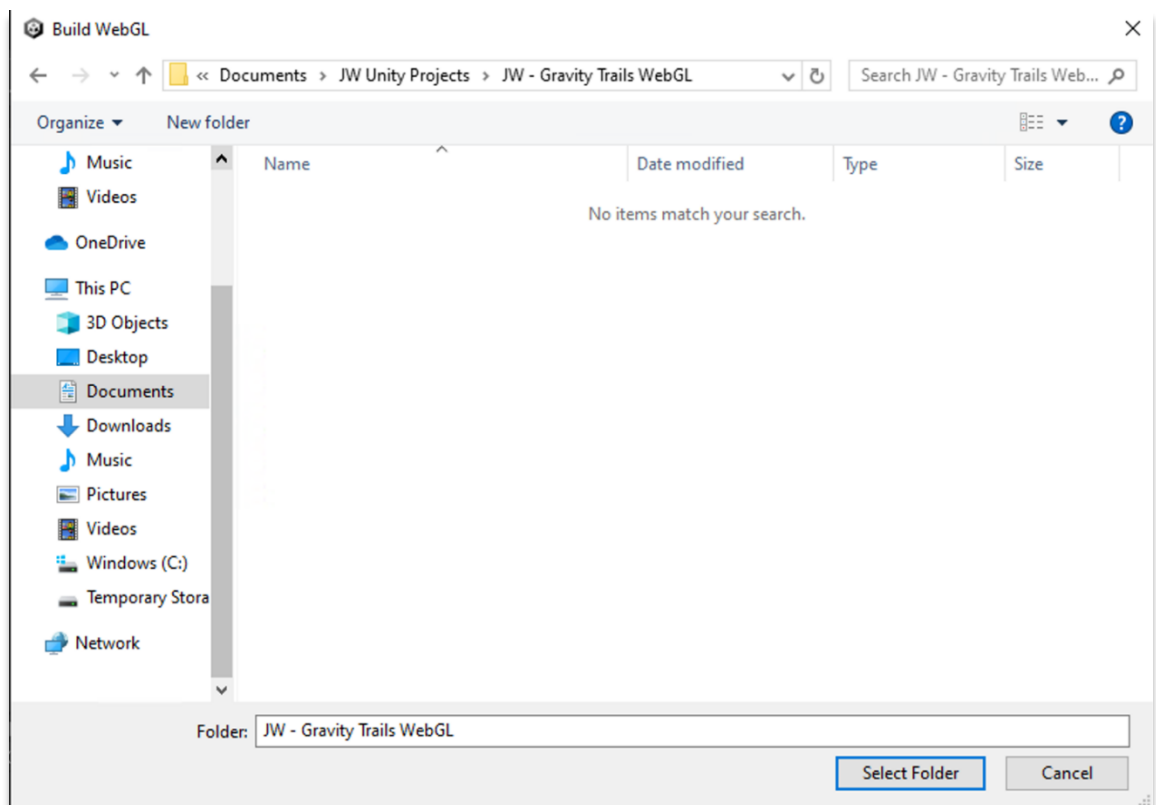 Build WebGL
« Documents › JW Unity Projects › JW - Gravity Trails WebGL
Search JW - Gravity Trails Web...
Organize
New folder
?
Name
Date modified
Type
Size
No items match your search.
Music
Videos
OneDrive
This PC
3D Objects
Desktop
Documents
Downloads
Music
Pictures
Videos
Windows (C:)
Temporary Stora
Network
Folder: JW - Gravity Trails WebGL
Select Folder
Cancel